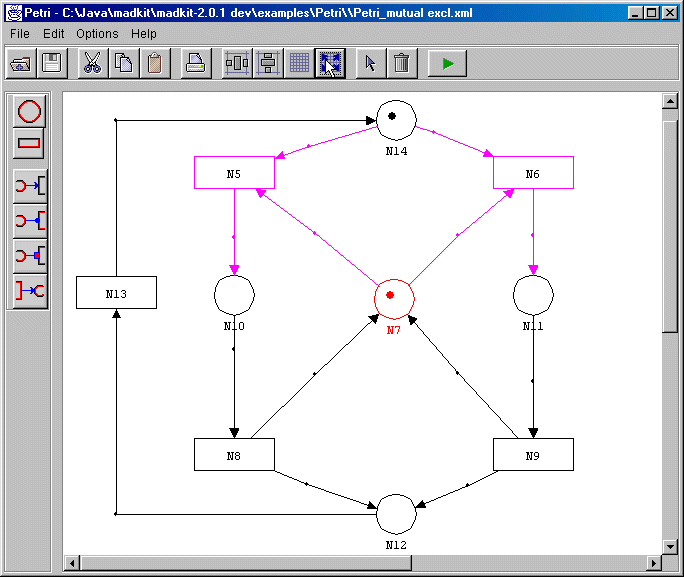 Petri - C:\Java\madkit\madkit-2.0.1 dev\examples\Petri\\Petri_mutual excl.xml
File Edit Options Help
N14
N5 N6
N13
N10 N7 N11
N8 N9
N12